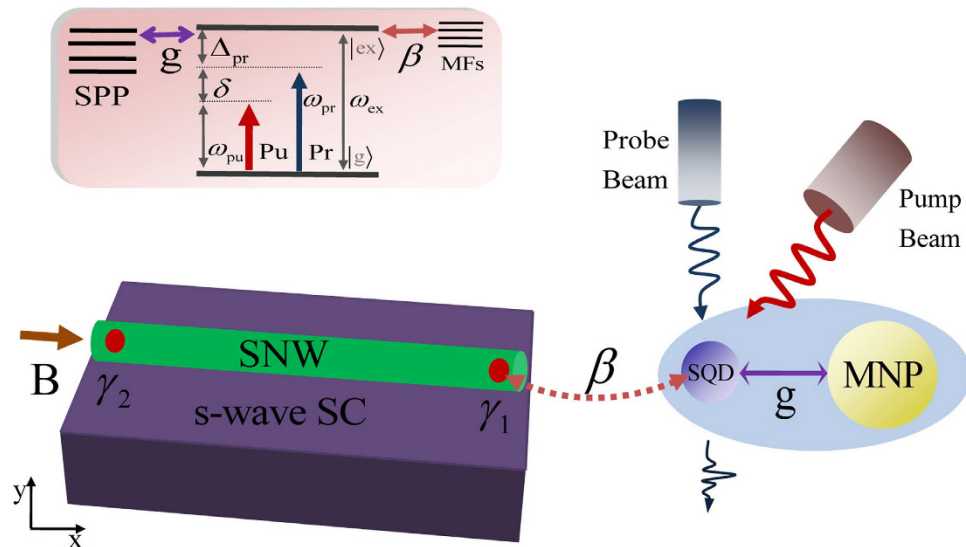 SPP
g
Δpr
δ
ωpu
Pu
Pr
ωpr
ωex
|ex⟩
|g⟩
β
MFs
Probe
Beam
Pump
Beam
B
γ2
SNW
s-wave SC
γ1
β
SQD
g
MNP
y
x